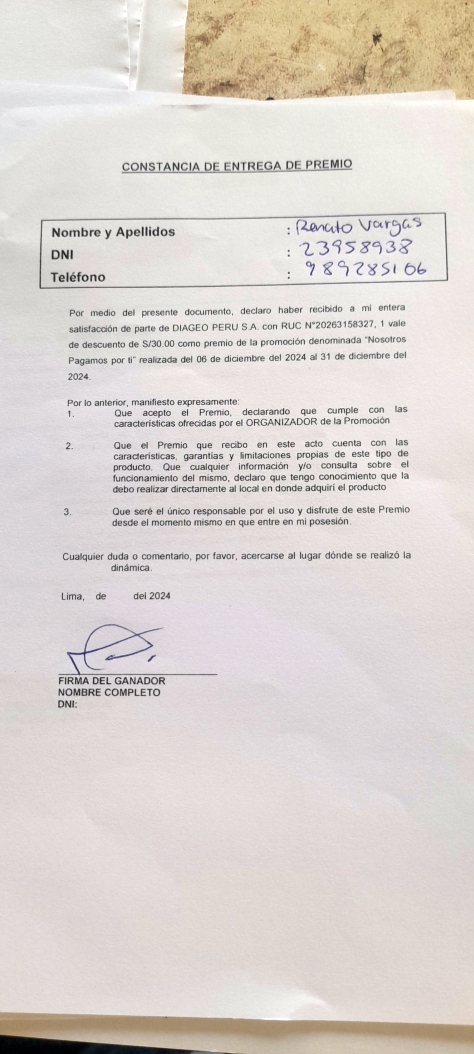 CONSTANCIA DE ENTREGA DE PREMIO
Nombre y Apellidos : Renato Vargas
DNI : 23958938
Teléfono : 989285106
Por medio del presente documento, declaro haber recibido a mi entera
satisfacción de parte de DIAGEO PERU S.A. con RUC N°20263158327, 1 vale
de descuento de S/30.00 como premio de la promoción denominada "Nosotros
Pagamos por ti" realizada del 06 de diciembre del 2024 al 31 de diciembre del
2024.
Por lo anterior, manifiesto expresamente:
1. Que acepto el Premio, declarando que cumple con las
características ofrecidas por el ORGANIZADOR de la Promoción
2. Que el Premio que recibo en este acto cuenta con las
características, garantías y limitaciones propias de este tipo de
producto. Que cualquier información y/o consulta sobre el
funcionamiento del mismo, declaro que tengo conocimiento que la
debo realizar directamente al local en donde adquirí el producto
3. Que seré el único responsable por el uso y disfrute de este Premio
desde el momento mismo en que entre en mi posesión.
Cualquier duda o comentario, por favor, acercarse al lugar dónde se realizó la
dinámica.
Lima, de del 2024
FIRMA DEL GANADOR
NOMBRE COMPLETO
DNI: